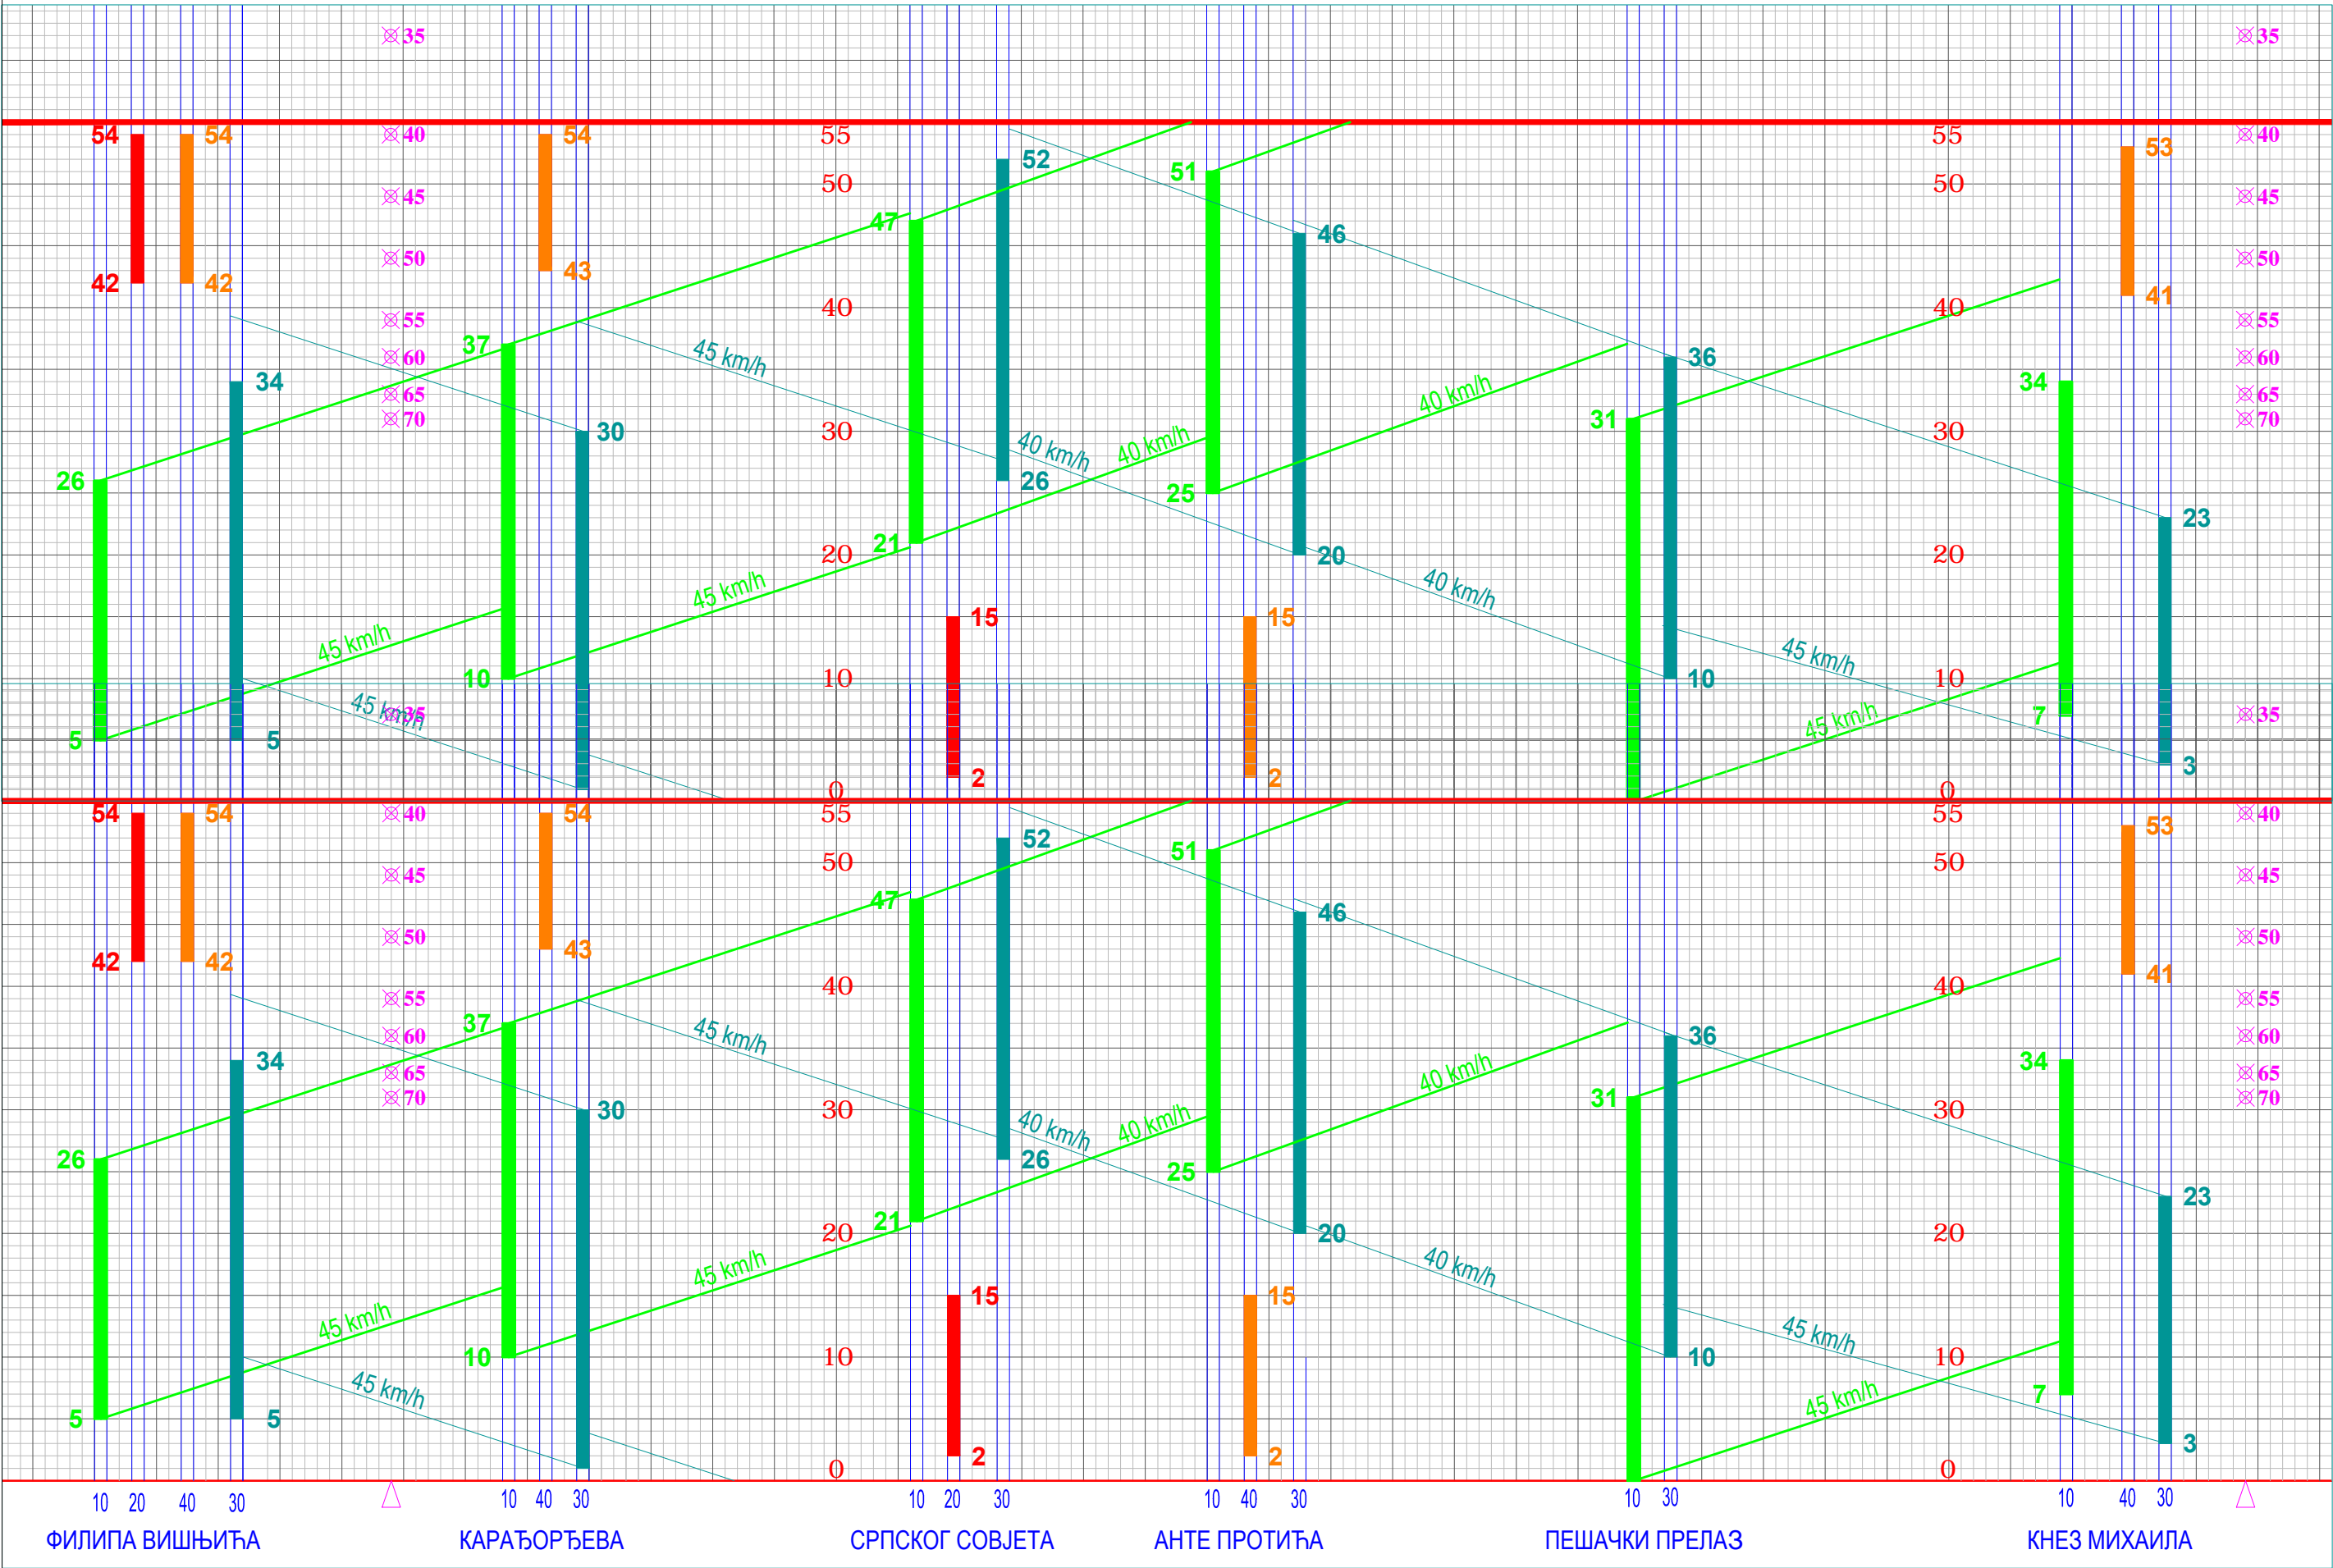 35 35
54 54 40 54 55 55 40 53
52
51 50 50
45 45
47
46
50 50
42 42 43 41
40 40
55 55
37 45 km/h 60 36 60
34 65 40 km/h 34 65
70 31 70
30 30 30
40 km/h 40 km/h
26 26 25
23
21 20 20 20
45 km/h 40 km/h
15 15
45 km/h 45 km/h
10 10 10 10
45 km/h 35 45 km/h 7 35
5 5
2 2 3
0 0
54 54 40 54 55 55 40 53
52
51 50 50
45 45
47
46
50 50
42 42 43 41
40 40
55 55
37 45 km/h 60 36 60
34 65 40 km/h 34 65
70 31 70
30 30 30
40 km/h 40 km/h
26 26 25
23
21 20 20 20
45 km/h 40 km/h
15 15
45 km/h 45 km/h
10 10 10 10
45 km/h 45 km/h 7
5 5
2 2 3
0 0
10 20 40 30 10 40 30 10 20 30 10 40 30 10 30 10 40 30
ФИЛИПА ВИШЊИЋА КАРАЂОРЂЕВА СРПСКОГ СОВЈЕТА АНТЕ ПРОТИЋА ПЕШАЧКИ ПРЕЛАЗ КНЕЗ МИХАИЛА